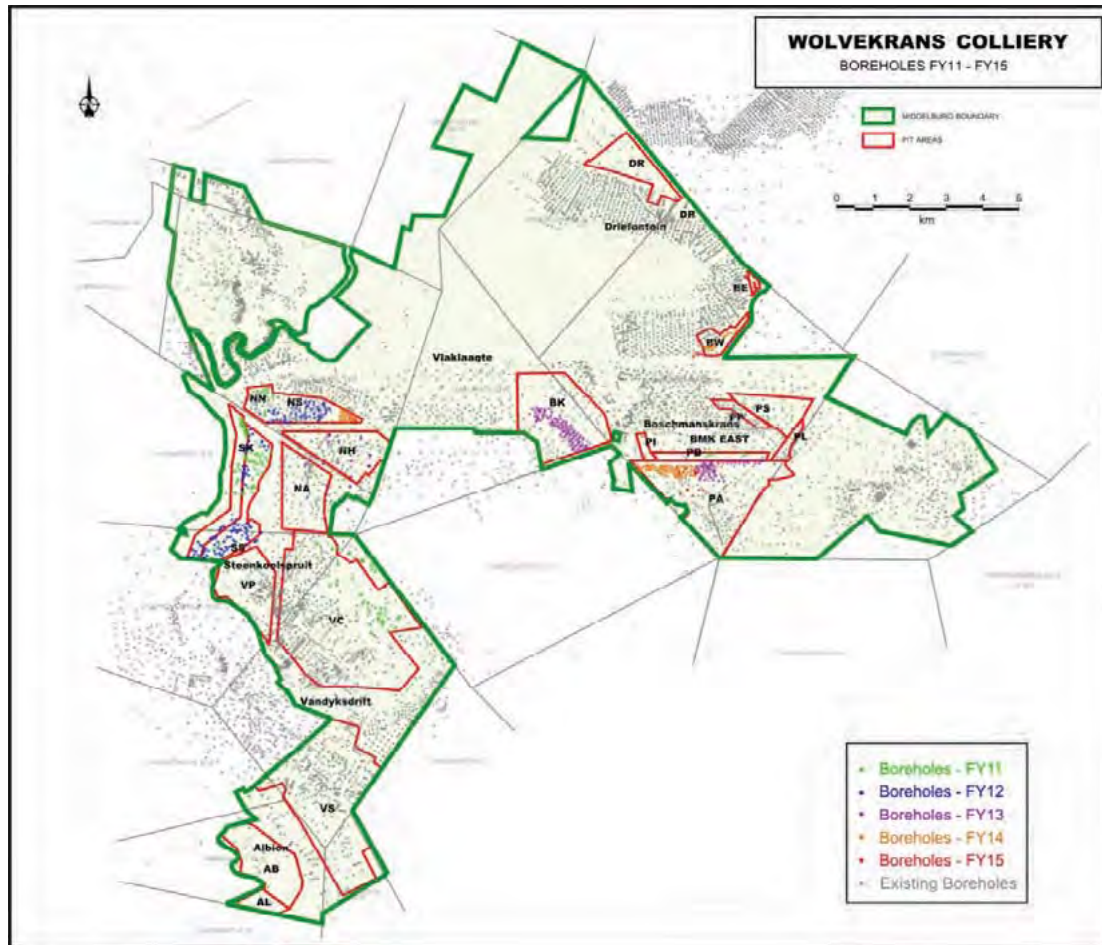 WOLVEKRANS COLLIERY
BOREHOLES FY11 - FY15
MIDDELBURG BOUNDARY
PIT AREAS
0 1 2 3 4 5
km
DR
DR
Driefontein
BE
BW
Vlaklaagte
NN
NS
BK
PS
PP
Boschmanskrans
SK
NH
PI
BMK EAST
PL
PB
NA
PA
SS
Steenkoolspruit
VP
VC
Vandyksdrift
VS
Albion
AB
AL
Boreholes - FY11
Boreholes - FY12
Boreholes - FY13
Boreholes - FY14
Boreholes - FY15
Existing Boreholes